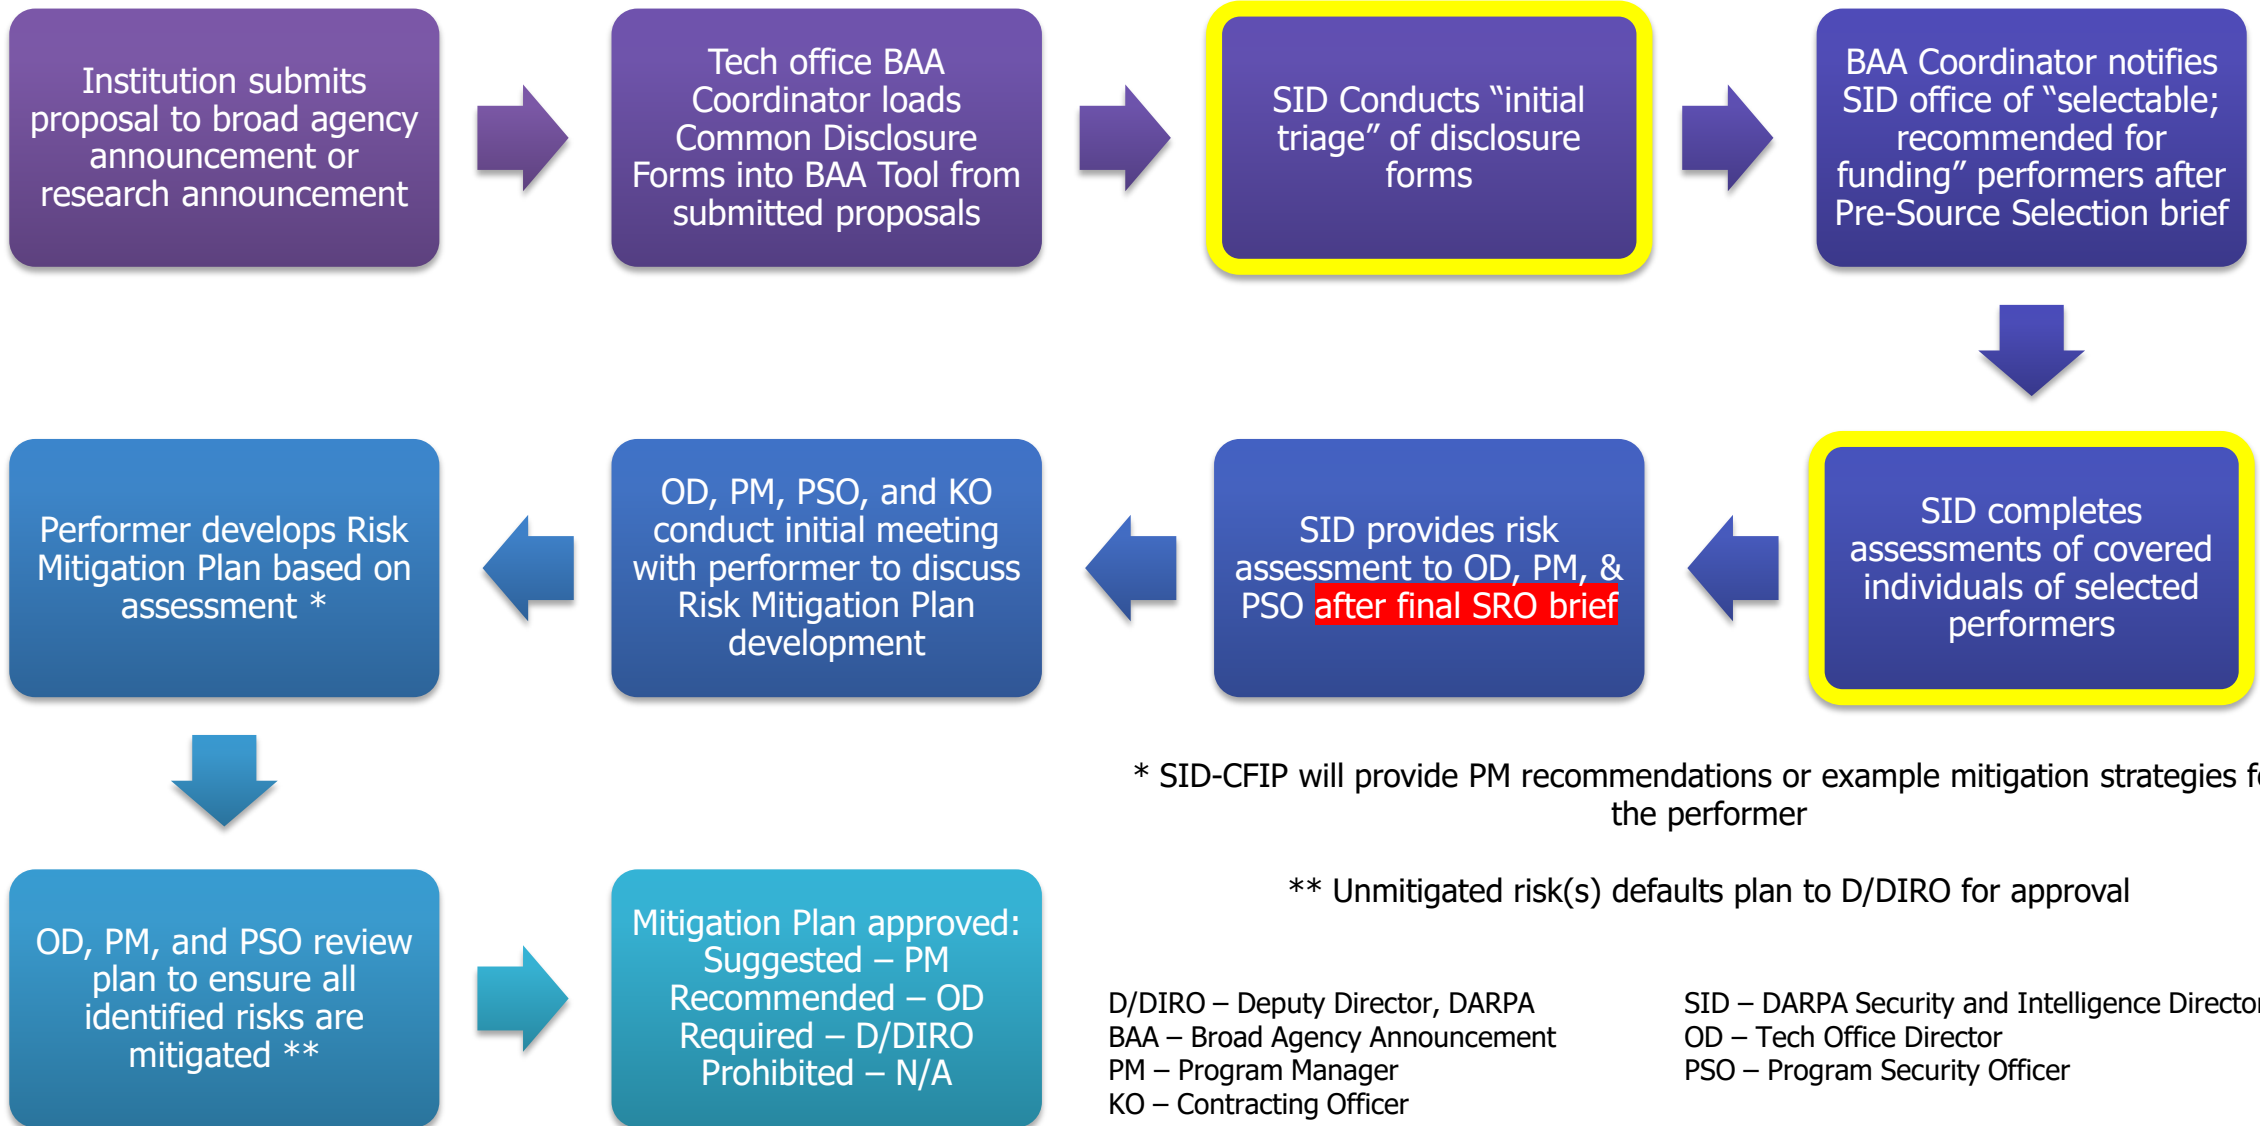 Institution submits
proposal to broad agency
announcement or
research announcement
Tech office BAA
Coordinator loads
Common Disclosure
Forms into BAA Tool from
submitted proposals
SID Conducts “initial
triage” of disclosure
forms
BAA Coordinator notifies
SID office of “selectable;
recommended for
funding” performers after
Pre-Source Selection brief
SID completes
assessments of covered
individuals of selected
performers
SID provides risk
assessment to OD, PM, &
PSO after final SRO brief
OD, PM, PSO, and KO
conduct initial meeting
with performer to discuss
Risk Mitigation Plan
development
Performer develops Risk
Mitigation Plan based on
assessment *
OD, PM, and PSO review
plan to ensure all
identified risks are
mitigated **
Mitigation Plan approved:
Suggested – PM
Recommended – OD
Required – D/DIRO
Prohibited – N/A
* SID-CFIP will provide PM recommendations or example mitigation strategies
the performer
** Unmitigated risk(s) defaults plan to D/DIRO for approval
D/DIRO – Deputy Director, DARPA
BAA – Broad Agency Announcement
PM – Program Manager
KO – Contracting Officer
SID – DARPA Security and Intelligence
OD – Tech Office Director
PSO – Program Security Officer